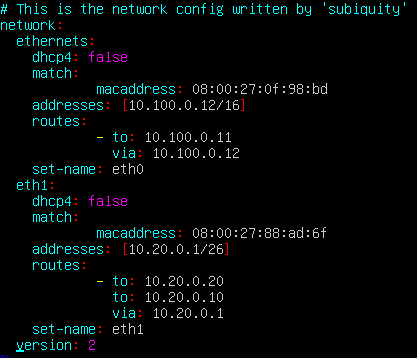 # This is the network config written by 'subiquity'
network:
  ethernets:
    dhcp4: false
    match:
            macaddress: 08:00:27:0f:98:bd
    addresses: [10.100.0.12/16]
    routes:
            - to: 10.100.0.11
              via: 10.100.0.12
    set-name: eth0
  eth1:
    dhcp4: false
    match:
            macaddress: 08:00:27:88:ad:6f
    addresses: [10.20.0.1/26]
    routes:
            - to: 10.20.0.20
              to: 10.20.0.10
              via: 10.20.0.1
    set-name: eth1
  version: 2